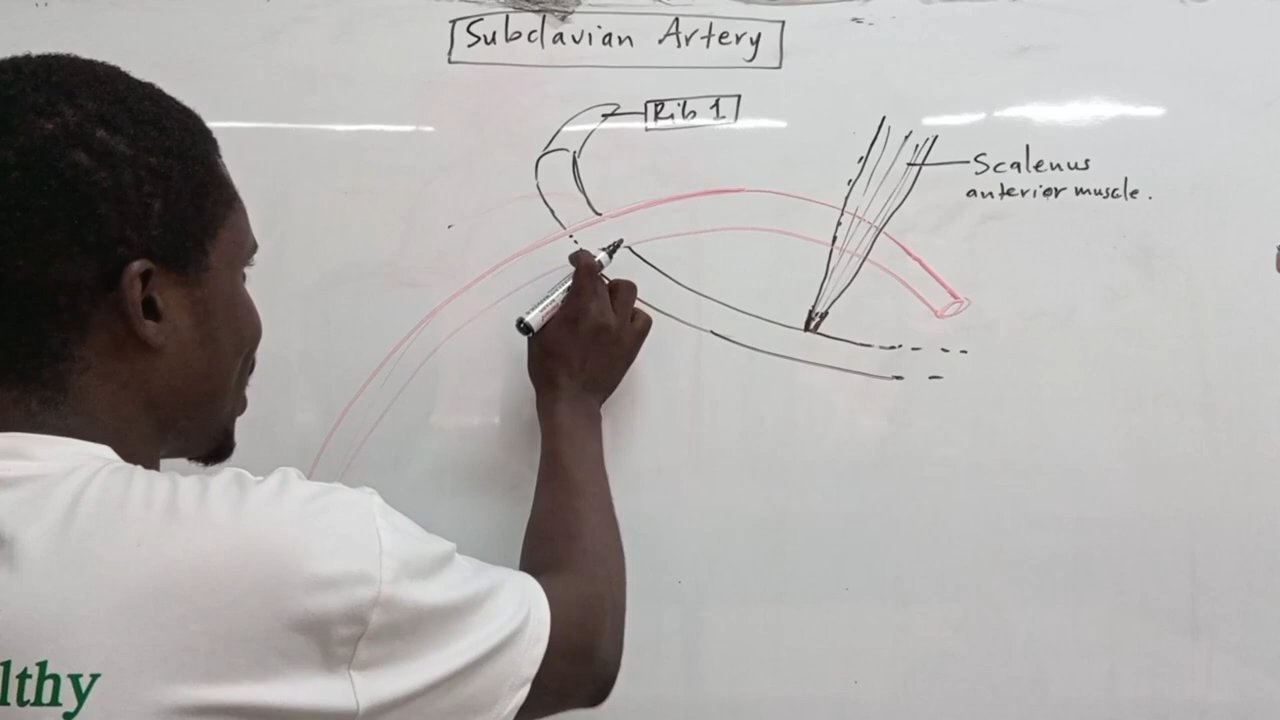 Subclavian Artery
Rib 1
Scalenus
anterior muscle.
lthy